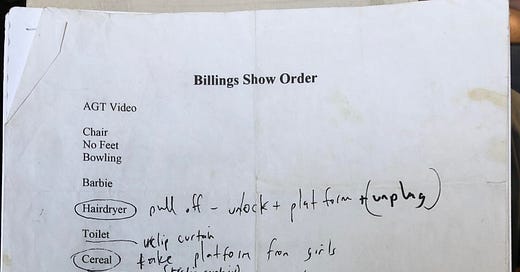 Billings Show Order
AGT Video
Chair
No Feet
Bowling
Barbie
Hairdryer pull off - unlock + platform + (unplug)
Toilet unclip curtain
Cereal take platform from girls